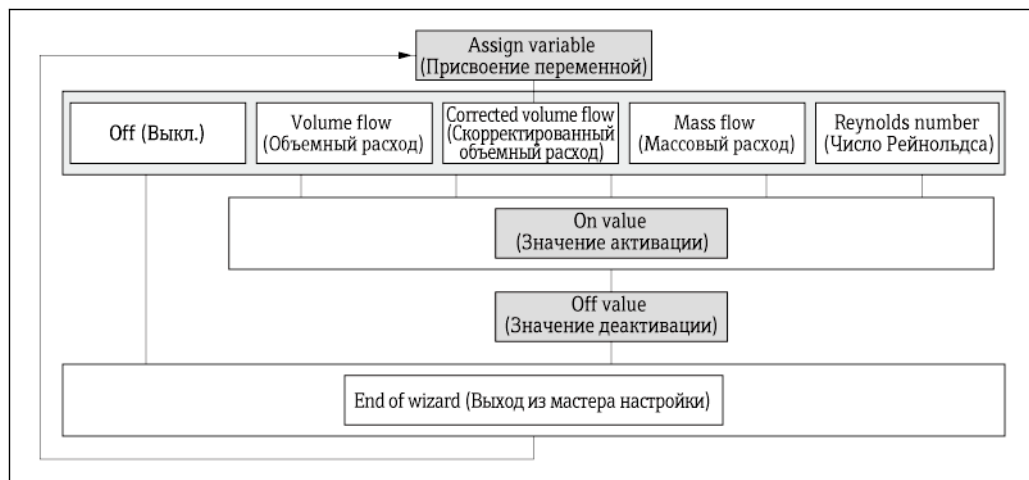 Assign variable
(Присвоение переменной)
Off (Выкл.)
Volume flow
(Объемный расход)
Corrected volume flow
(Скорректированный
объемный расход)
Mass flow
(Массовый расход)
Reynolds number
(Число Рейнольдса)
On value
(Значение активации)
Off value
(Значение деактивации)
End of wizard (Выход из мастера настройки)